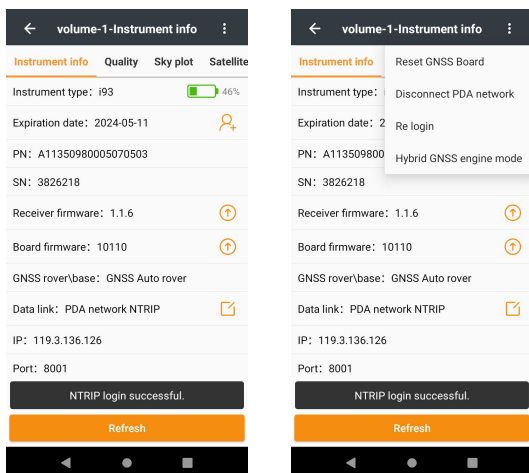 volume-1-Instrument info
Instrument info Quality Sky plot Satellite
Instrument type: i93 46%
Expiration date: 2024-05-11
PN: A11350980005070503
SN: 3826218
Receiver firmware: 1.1.6
Board firmware: 10110
GNSS rover\base: GNSS Auto rover
Data link: PDA network NTRIP
IP: 119.3.136.126
Port: 8001
NTRIP login successful.
Refresh
volume-1-Instrument info
Instrument info
Reset GNSS Board
Instrument type:
Disconnect PDA network
Expiration date: 2
Re login
PN: A113509800
Hybrid GNSS engine mode
SN: 3826218
Receiver firmware: 1.1.6
Board firmware: 10110
GNSS rover\base: GNSS Auto rover
Data link: PDA network NTRIP
IP: 119.3.136.126
Port: 8001
NTRIP login successful.
Refresh